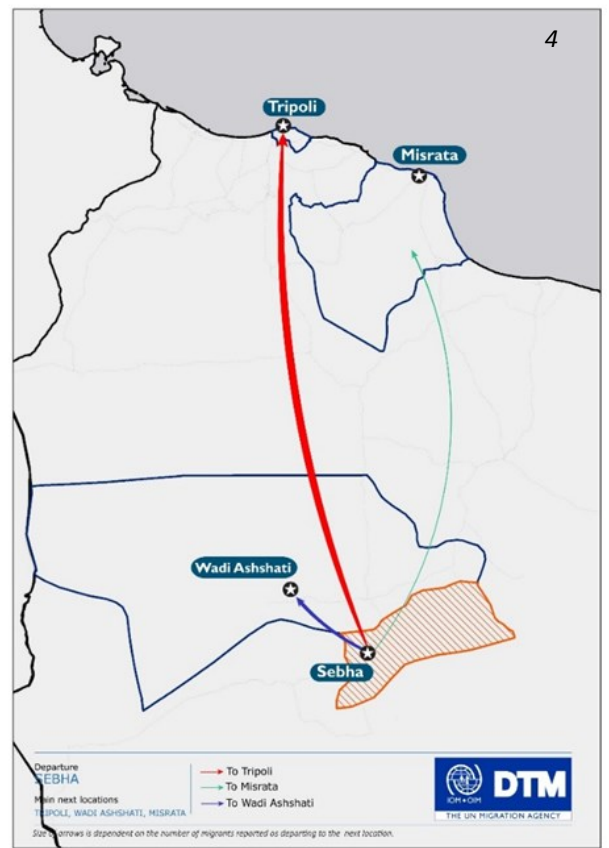 4
Tripoli
Misrata
Wadi Ashshati
Sebha
Departure
SEBHA
Main next locations
TRIPOLI, WADI ASHSHATI, MISRATA
To Tripoli
To Misrata
To Wadi Ashshati
IOM • OIM
DTM
THE UN MIGRATION AGENCY
Size of arrows is dependent on the number of migrants reported as departing to the next location.